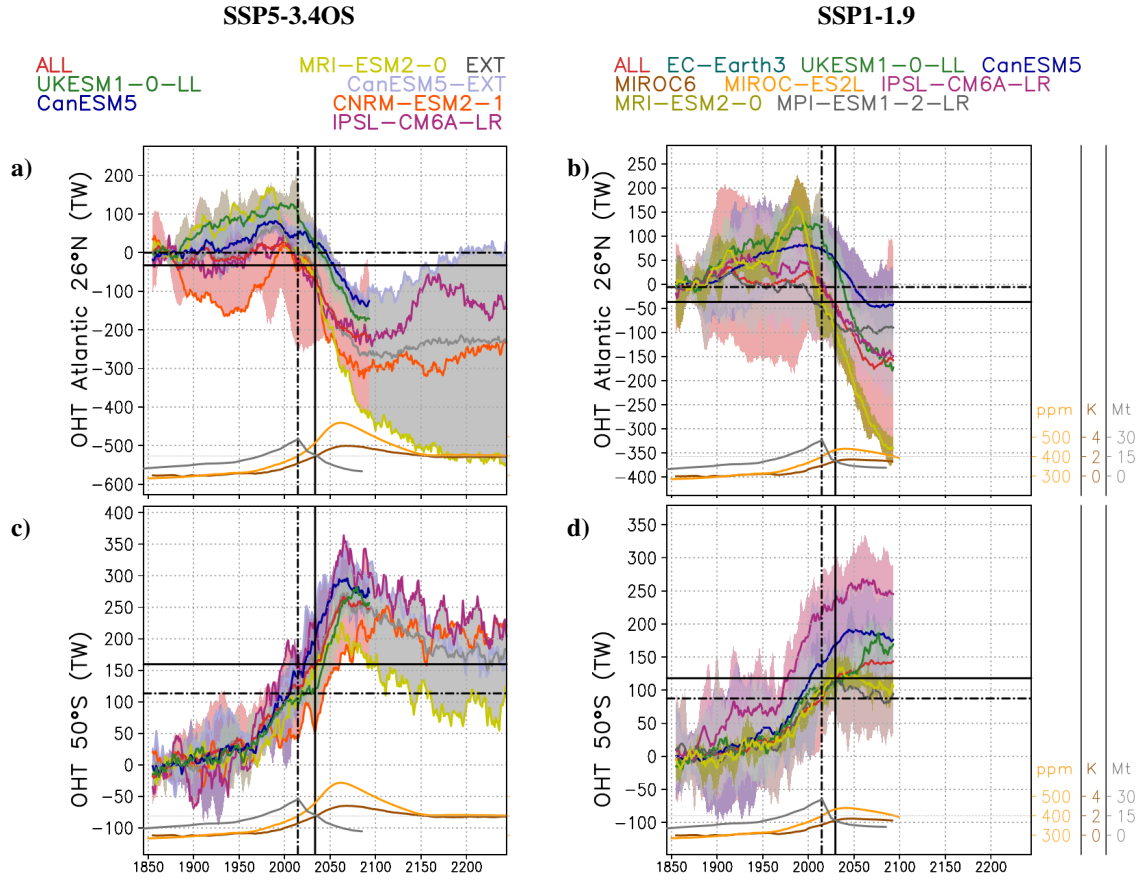 SSP5-3.4OS
SSP1-1.9
ALL MRI-ESM2-0 EXT
UKESM1-0-LL CanESM5-EXT
CanESM5 CNRM-ESM2-1
IPSL-CM6A-LR
ALL EC-Earth3 UKESM1-0-LL CanESM5
MIROC6 MIROC-ES2L IPSL-CM6A-LR
MRI-ESM2-0 MPI-ESM1-2-LR
a)
OHT Atlantic 26°N (TW)
200
100
0
−100
−200
−300
−400
−500
−600
b)
OHT Atlantic 26°N (TW)
250
200
150
100
50
0
−50
−100
−150
−200
−250
−300
−350
−400
ppm K Mt
500 4 30
400 2 15
300 0 0
c)
OHT 50°S (TW)
400
350
300
250
200
150
100
50
0
−50
−100
1850 1900 1950 2000 2050 2100 2150 2200
d)
OHT 50°S (TW)
350
300
250
200
150
100
50
0
−50
−100
ppm K Mt
500 4 30
400 2 15
300 0 0
1850 1900 1950 2000 2050 2100 2150 2200